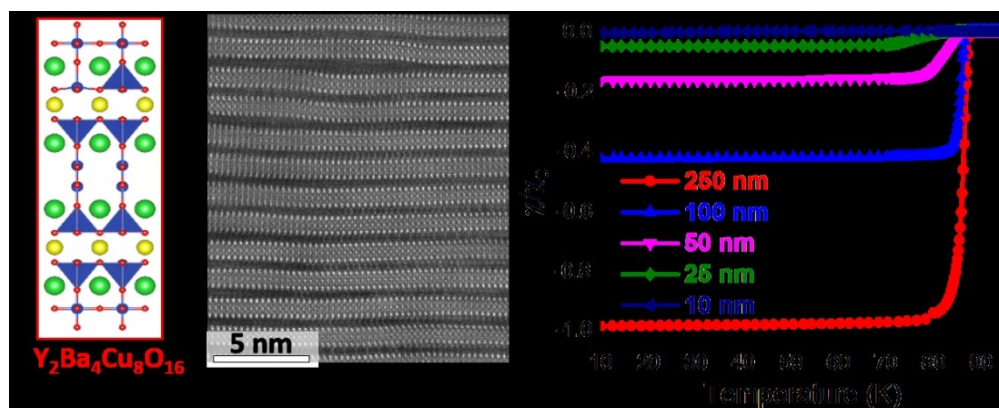 Y₂Ba₄Cu₈O₁₆
5 nm
0.0
-0.2
-0.4
-0.6
-0.8
-1.0
χ/χ₀
250 nm
100 nm
50 nm
25 nm
10 nm
10 20 30 40 50 60 70 80 90
Temperature (K)